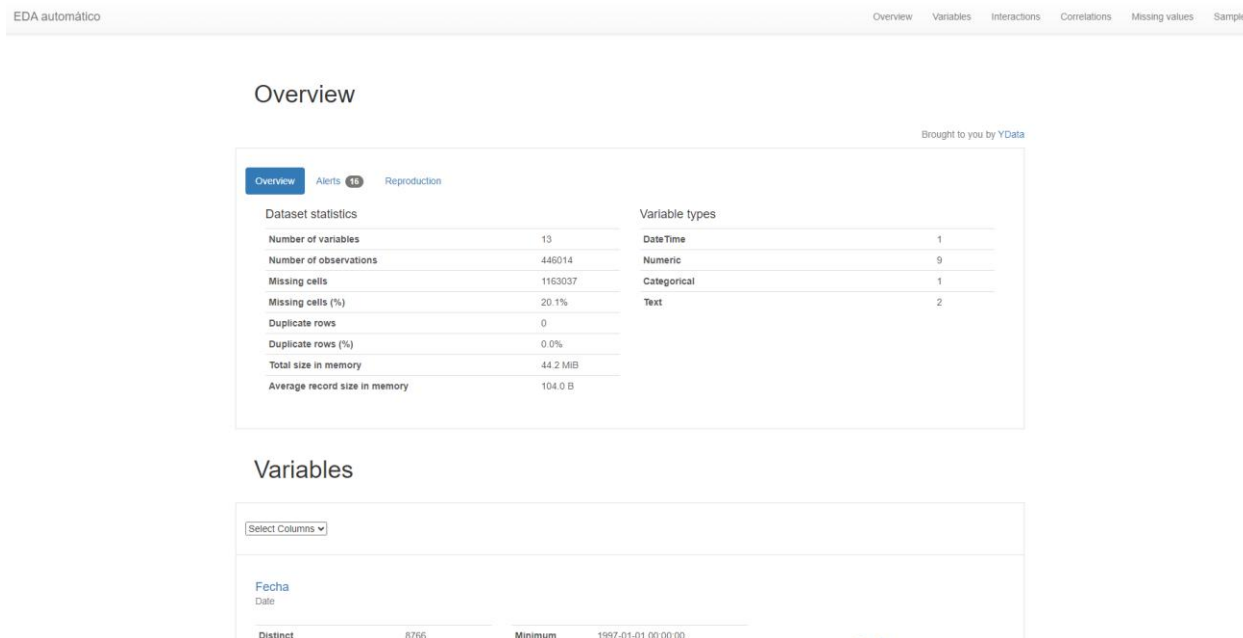 EDA automático
Overview Variables Interactions Correlations Missing values Sample
Overview
Brought to you by YData
Overview Alerts 16 Reproduction
Dataset statistics
Number of variables 13
Number of observations 446014
Missing cells 1163037
Missing cells (%) 20.1%
Duplicate rows 0
Duplicate rows (%) 0.0%
Total size in memory 44.2 MiB
Average record size in memory 104.0 B
Variable types
DateTime 1
Numeric 9
Categorical 1
Text 2
Variables
Select Columns
Fecha
Date
Distinct 8766 Minimum 1997-01-01 00:00:00